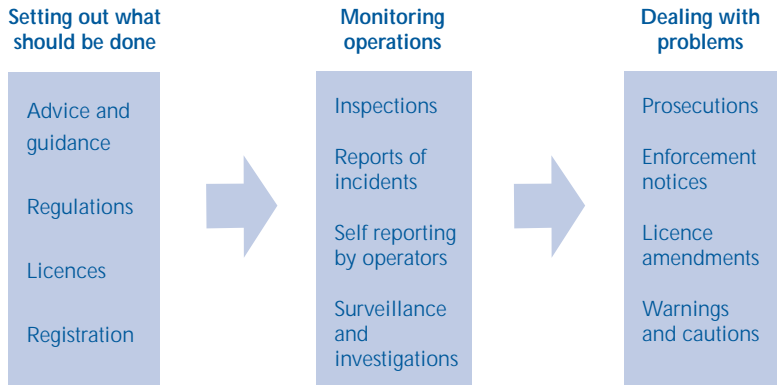 Setting out what
should be done
Advice and
guidance
Regulations
Licences
Registration
Monitoring
operations
Inspections
Reports of
incidents
Self reporting
by operators
Surveillance
and
investigations
Dealing with
problems
Prosecutions
Enforcement
notices
Licence
amendments
Warnings
and cautions